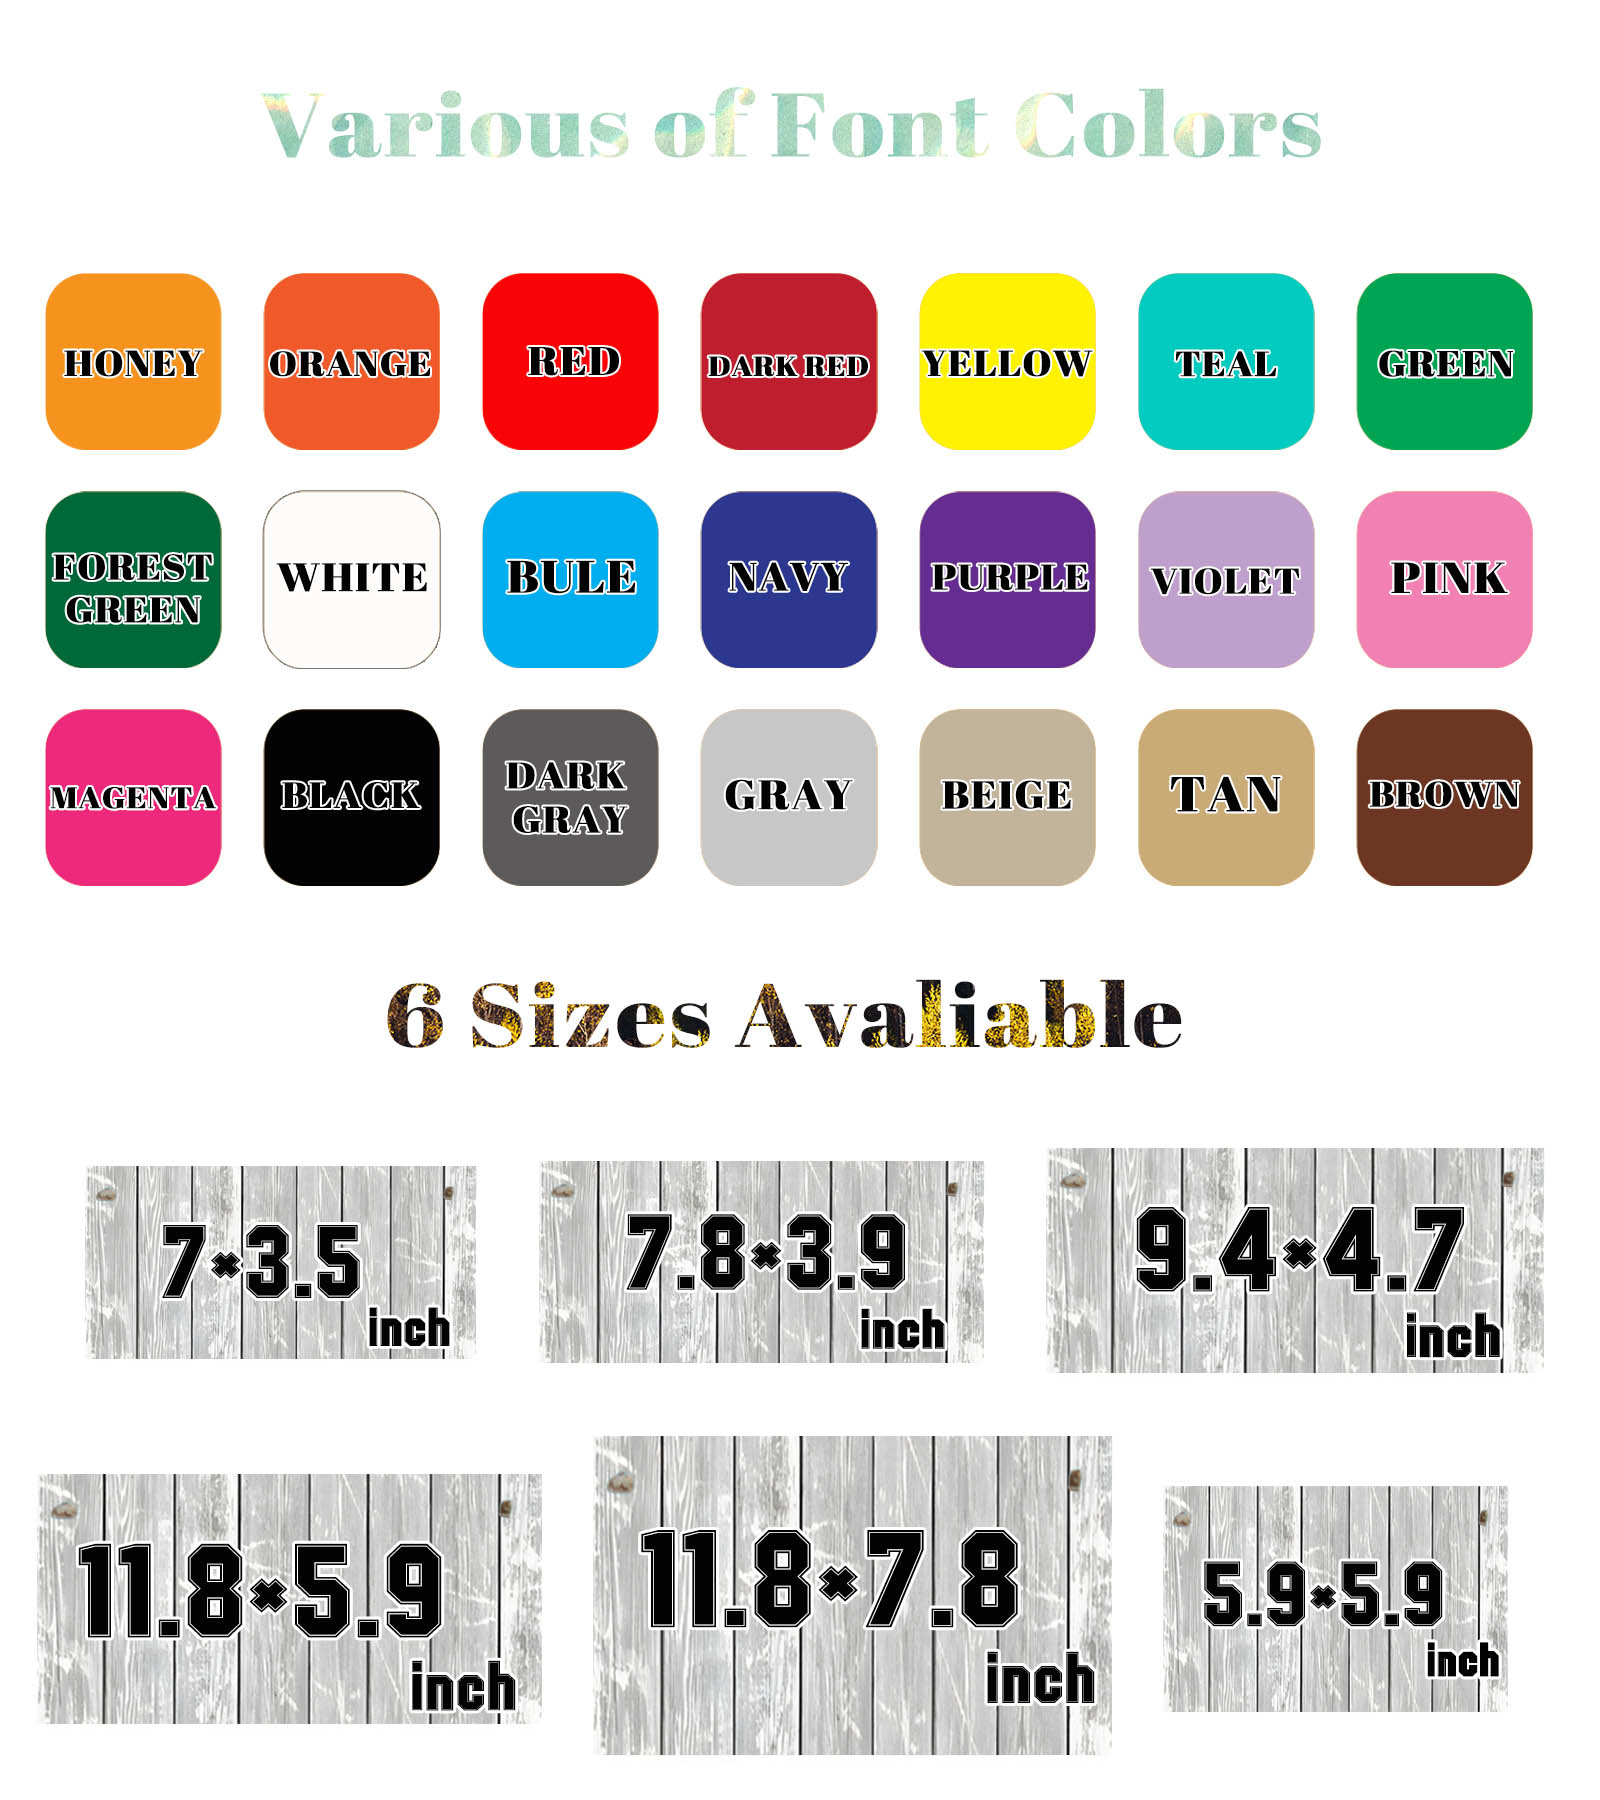 Various of Font Colors
HONEY
ORANGE
RED
DARK RED
YELLOW
TEAL
GREEN
FOREST
GREEN
WHITE
BULE
NAVY
PURPLE
VIOLET
PINK
MAGENTA
BLACK
DARK
GRAY
GRAY
BEIGE
TAN
BROWN
6 Sizes Avaliable
7×3.5
inch
7.8×3.9
inch
9.4×4.7
inch
11.8×5.9
inch
11.8×7.8
inch
5.9×5.9
inch